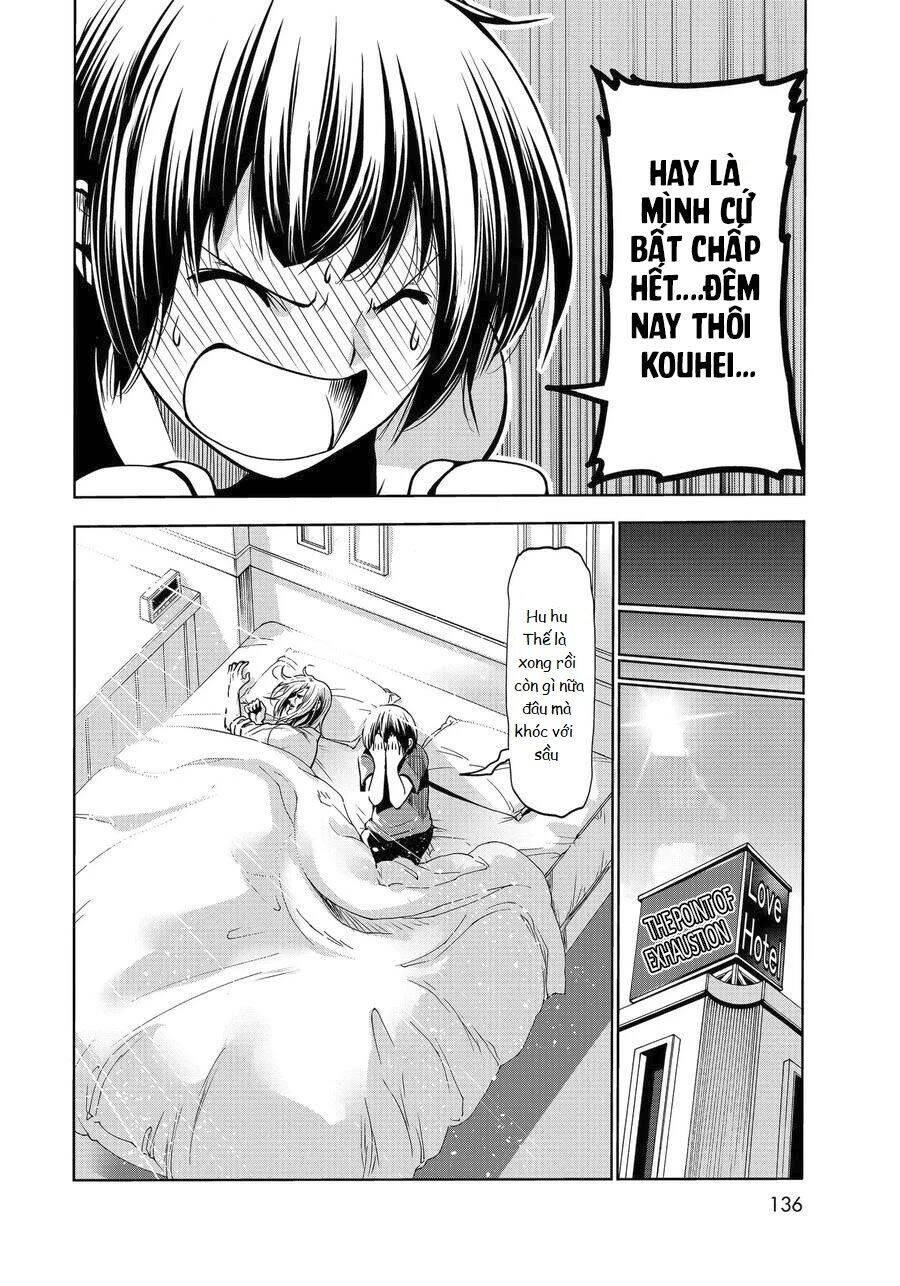 HAY LÀ
MÌNH CỨ
BẤT CHẤP
HẾT....ĐÊM
NAY THÔI
KOUHEI...
Hu hu
Thế là
xong rồi
còn gì nữa
đâu mà
khóc với
sầu
THE POINT OF
EXHAUSTION
Love
Hotel
136